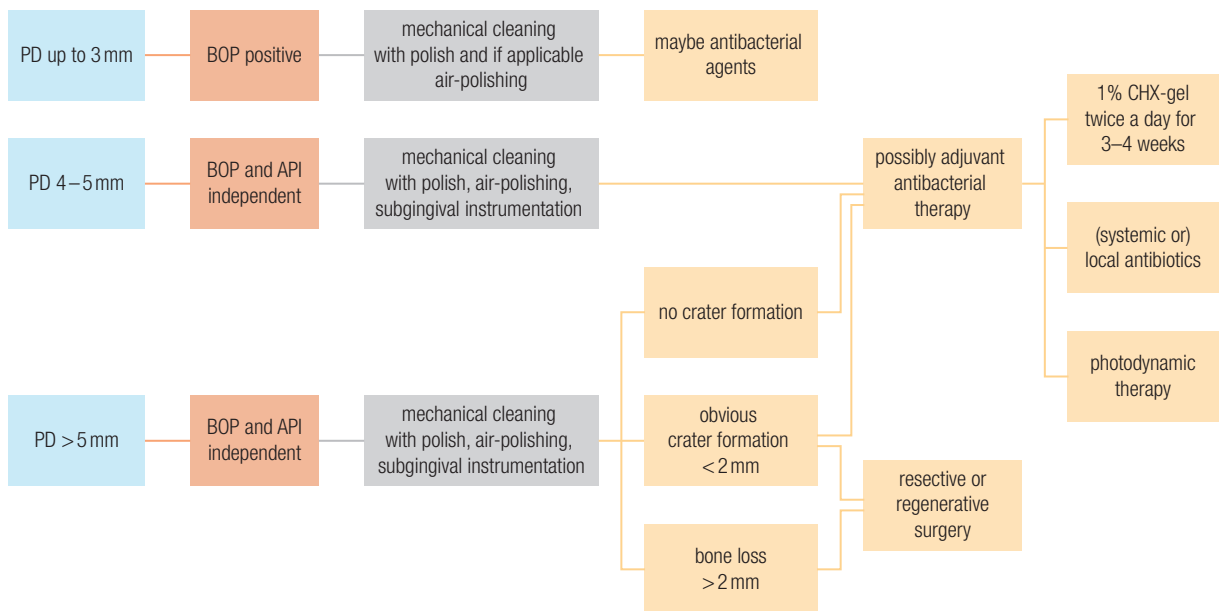 PD up to 3 mm
BOP positive
mechanical cleaning
with polish and if applicable
air-polishing
maybe antibacterial
agents
PD 4–5 mm
BOP and API
independent
mechanical cleaning
with polish, air-polishing,
subgingival instrumentation
possibly adjuvant
antibacterial
therapy
1% CHX-gel
twice a day for
3–4 weeks
(systemic or)
local antibiotics
photodynamic
therapy
PD > 5 mm
BOP and API
independent
mechanical cleaning
with polish, air-polishing,
subgingival instrumentation
no crater formation
obvious
crater formation
< 2 mm
bone loss
> 2 mm
resective or
regenerative
surgery